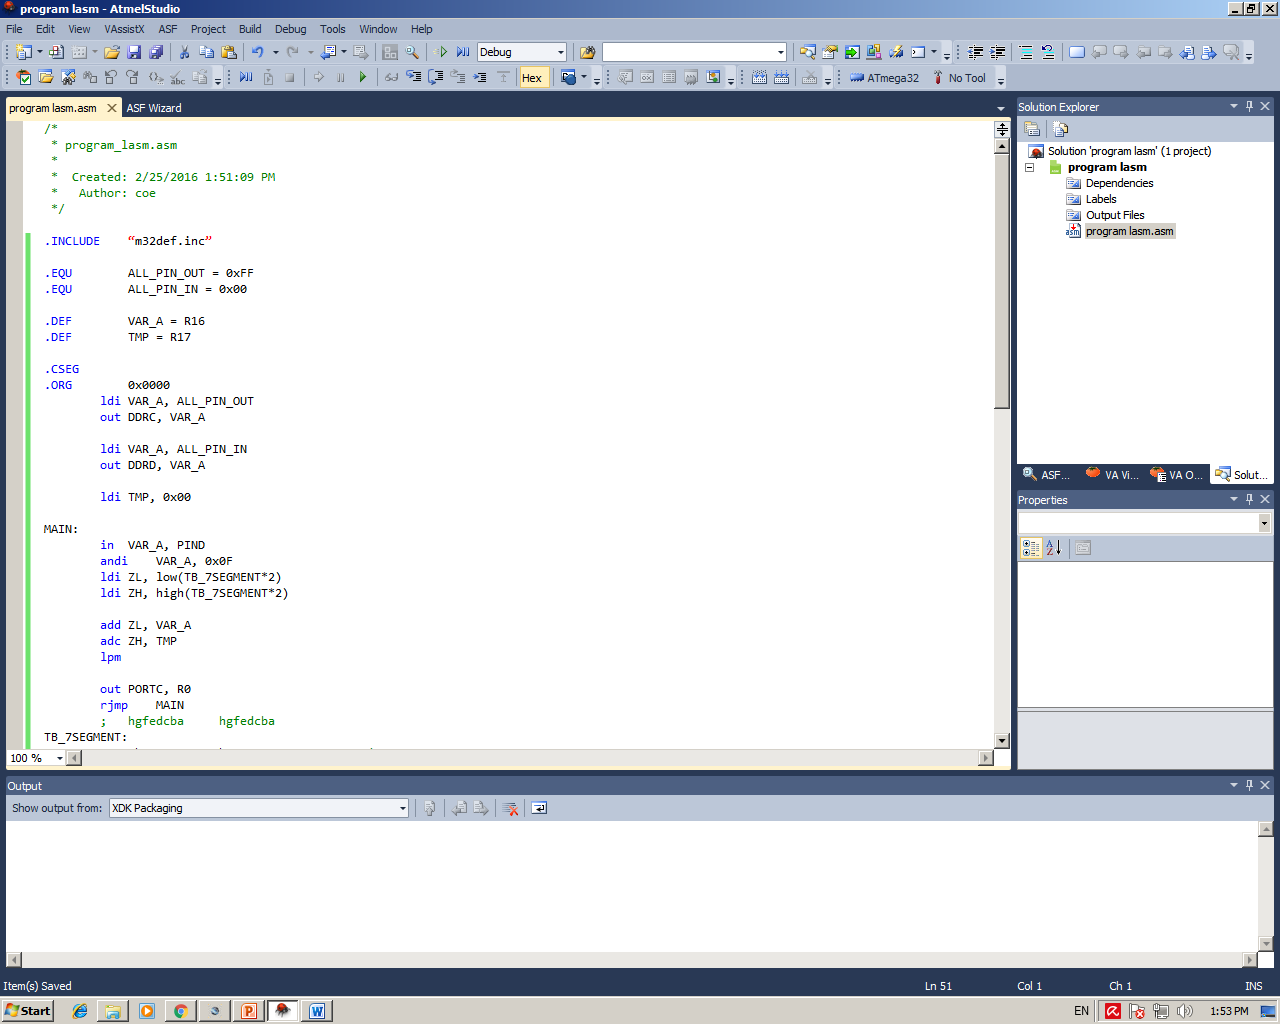 program lasm - AtmelStudio
File Edit View VAssistX ASF Project Build Debug Tools Window Help
Debug
Hex ATmega32 No Tool
program lasm.asm ASF Wizard
/*
* program_lasm.asm
*
* Created: 2/25/2016 1:51:09 PM
* Author: coe
*/
.INCLUDE “m32def.inc”
.EQU ALL_PIN_OUT = 0xFF
.EQU ALL_PIN_IN = 0x00
.DEF VAR_A = R16
.DEF TMP = R17
.CSEG
.ORG 0x0000
ldi VAR_A, ALL_PIN_OUT
out DDRC, VAR_A
ldi VAR_A, ALL_PIN_IN
out DDRD, VAR_A
ldi TMP, 0x00
MAIN:
in VAR_A, PIND
andi VAR_A, 0x0F
ldi ZL, low(TB_7SEGMENT*2)
ldi ZH, high(TB_7SEGMENT*2)
add ZL, VAR_A
adc ZH, TMP
lpm
out PORTC, R0
rjmp MAIN
; hgfedcba hgfedcba
TB_7SEGMENT:
100 %
Solution Explorer
Solution 'program lasm' (1 project)
program lasm
Dependencies
Labels
Output Files
program lasm.asm
ASF... VA Vi... VA O... Solut...
Properties
Output
Show output from: XDK Packaging
Item(s) Saved Ln 51 Col 1 Ch 1 INS
Start EN 1:53 PM